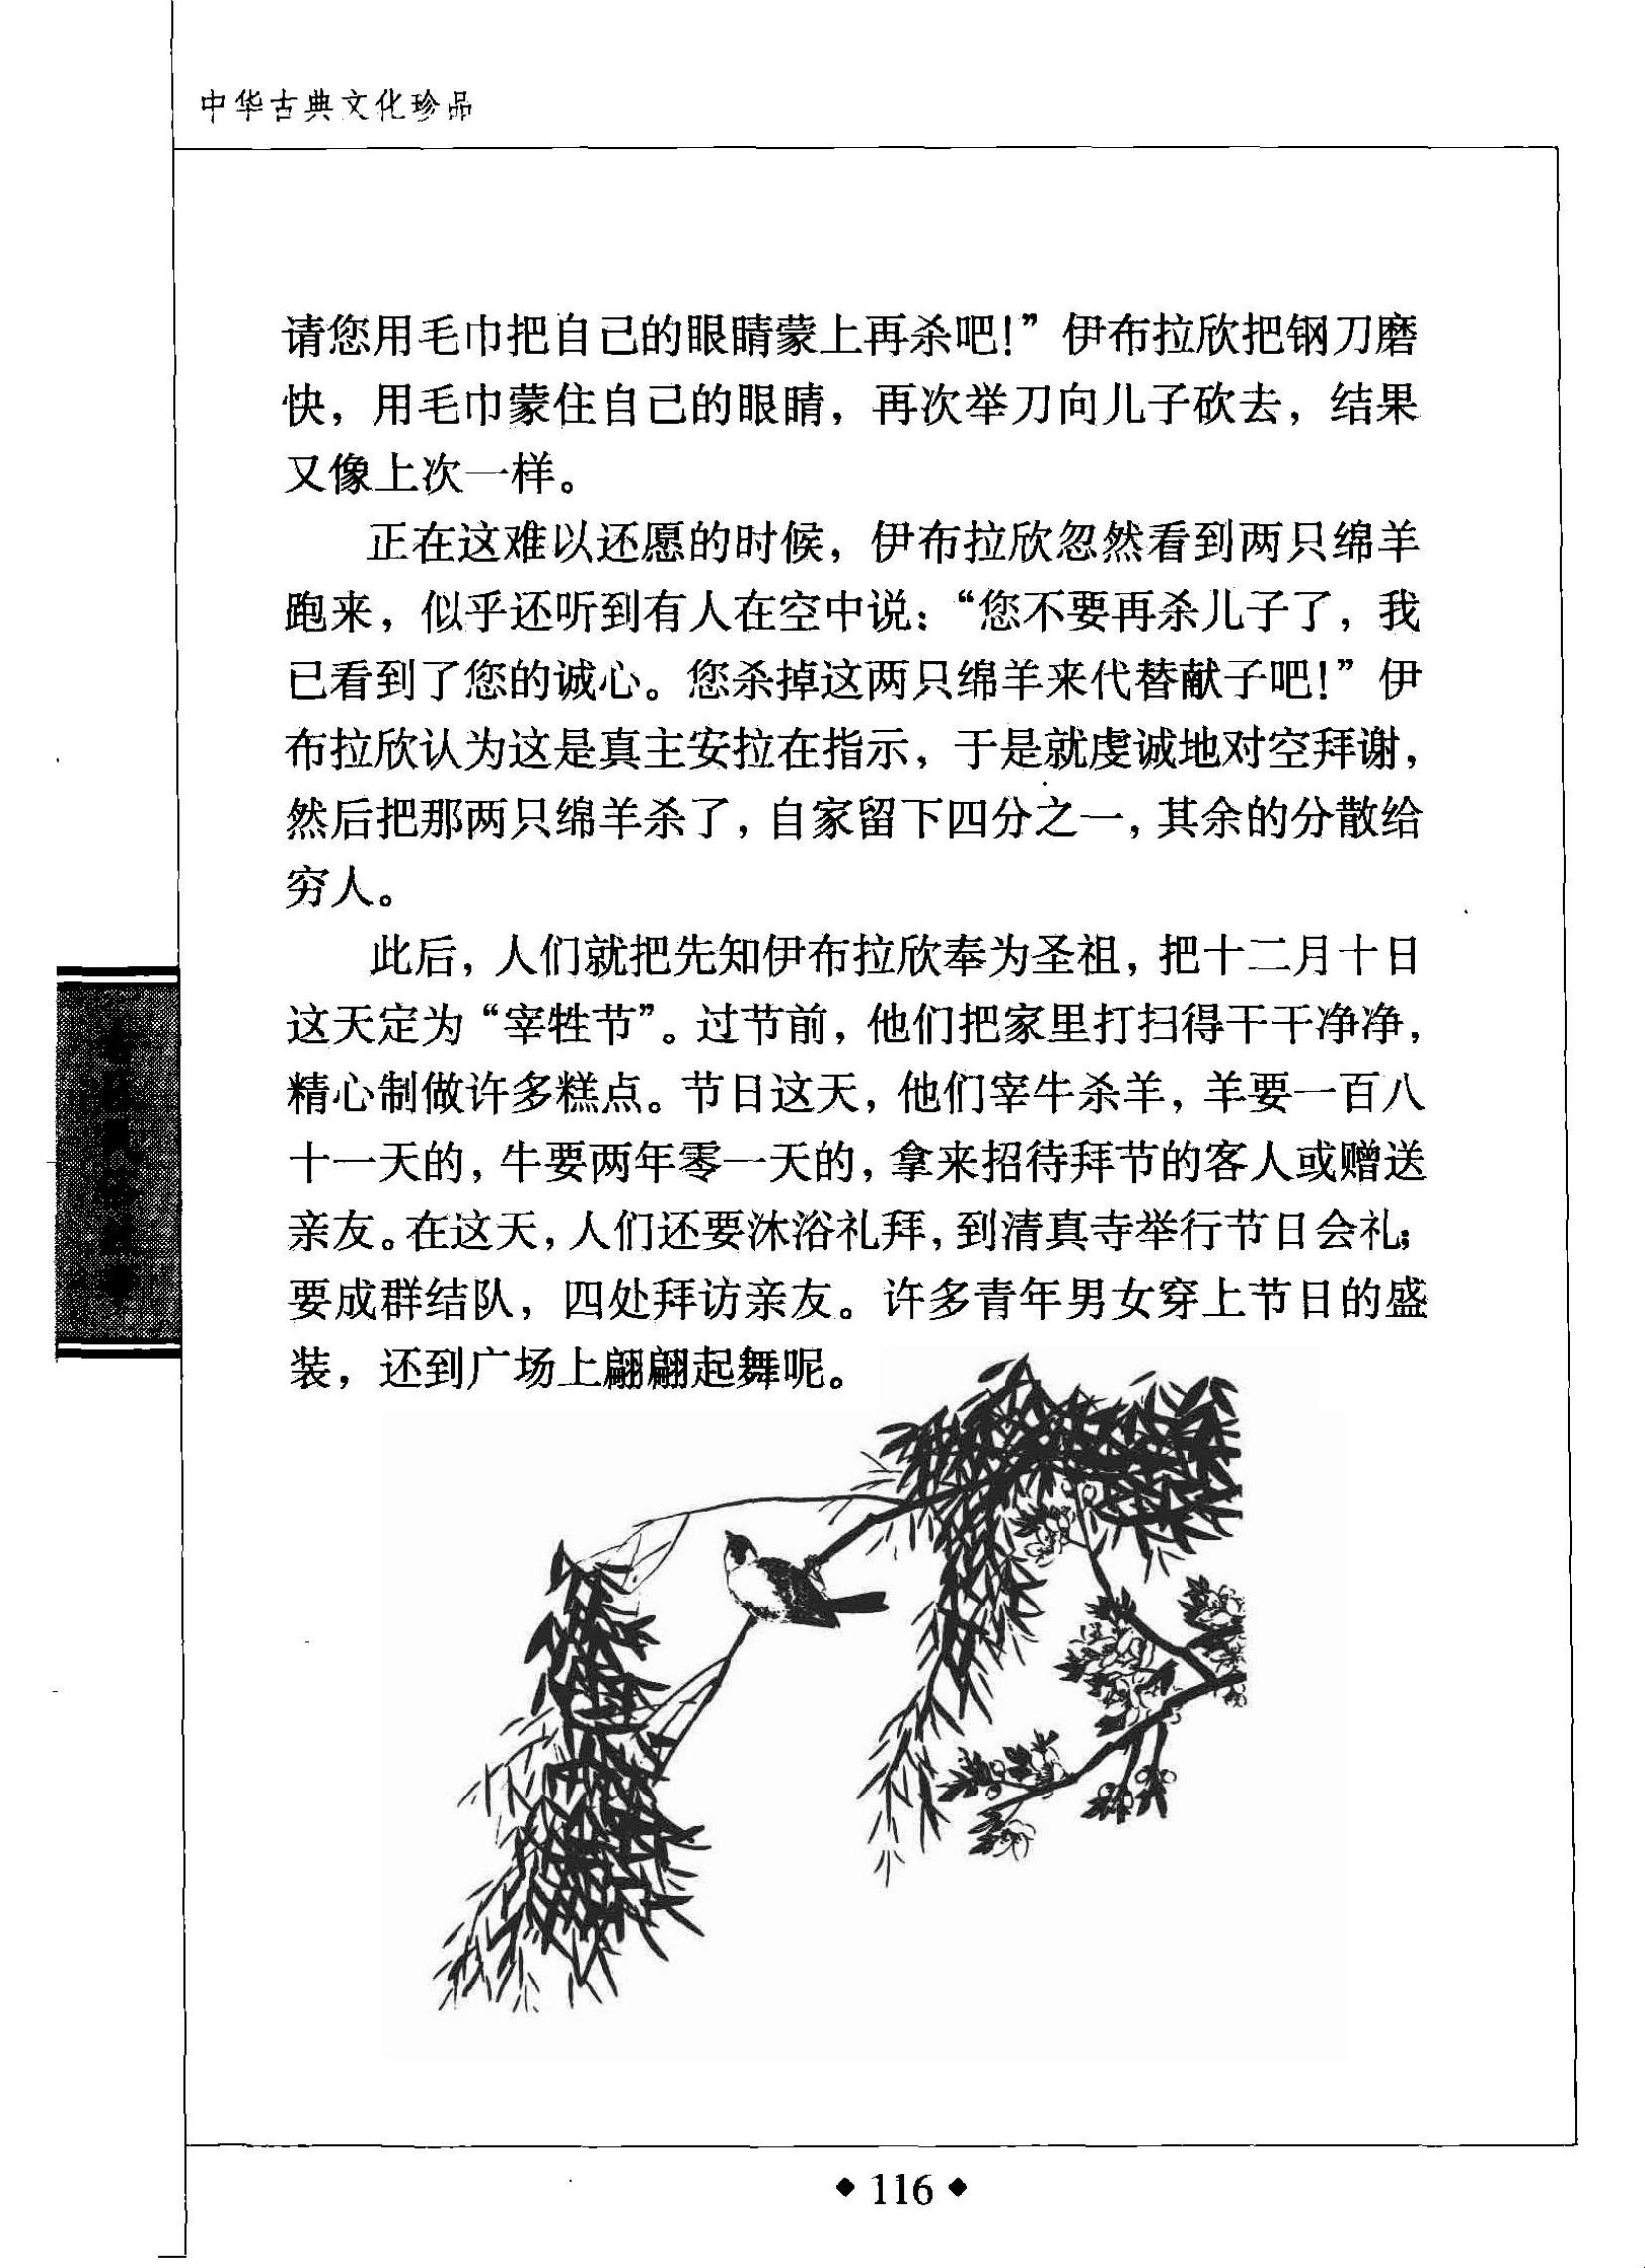 中华古典文化珍品
请您用毛巾把自己的眼睛蒙上再杀吧！”伊布拉欣把钢刀磨
快，用毛巾蒙住自己的眼睛，再次举刀向儿子砍去，结果
又像上次一样。
正在这难以还愿的时候，伊布拉欣忽然看到两只绵羊
跑来，似乎还听到有人在空中说：“您不要再杀儿子了，我
已看到了您的诚心。您杀掉这两只绵羊来代替献子吧！”伊
布拉欣认为这是真主安拉在指示，于是就虔诚地对空拜谢，
然后把那两只绵羊杀了，自家留下四分之一，其余的分散给
穷人。
此后，人们就把先知伊布拉欣奉为圣祖，把十二月十日
这天定为“宰牲节”。过节前，他们把家里打扫得干干净净，
精心制做许多糕点。节日这天，他们宰牛杀羊，羊要一百八
十一天的，牛要两年零一天的，拿来招待拜节的客人或赠送
亲友。在这天，人们还要沐浴礼拜，到清真寺举行节日会礼；
要成群结队，四处拜访亲友。许多青年男女穿上节日的盛
装，还到广场上翩翩起舞呢。
◆116◆